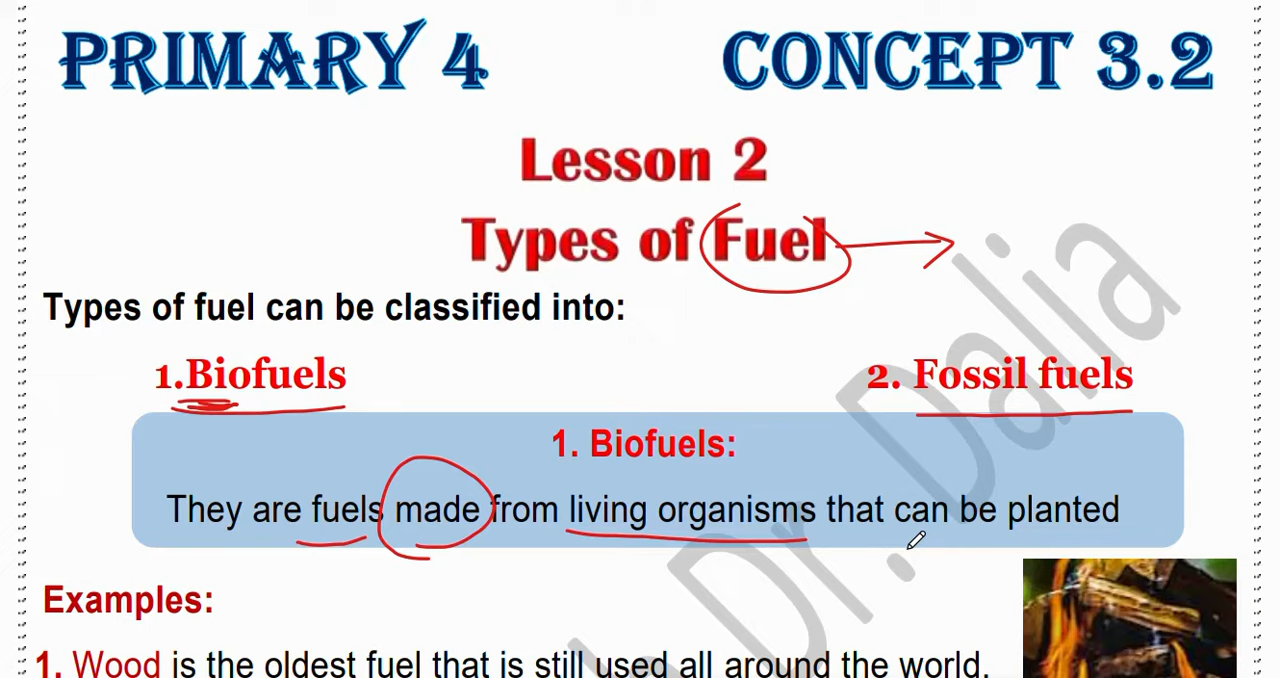 PRIMARY 4 CONCEPT 3.2
Lesson 2
Types of Fuel
Types of fuel can be classified into:
1.Biofuels 2. Fossil fuels
1. Biofuels:
They are fuels made from living organisms that can be planted
Examples:
1. Wood is the oldest fuel that is still used all around the world.
Dr. Dalia